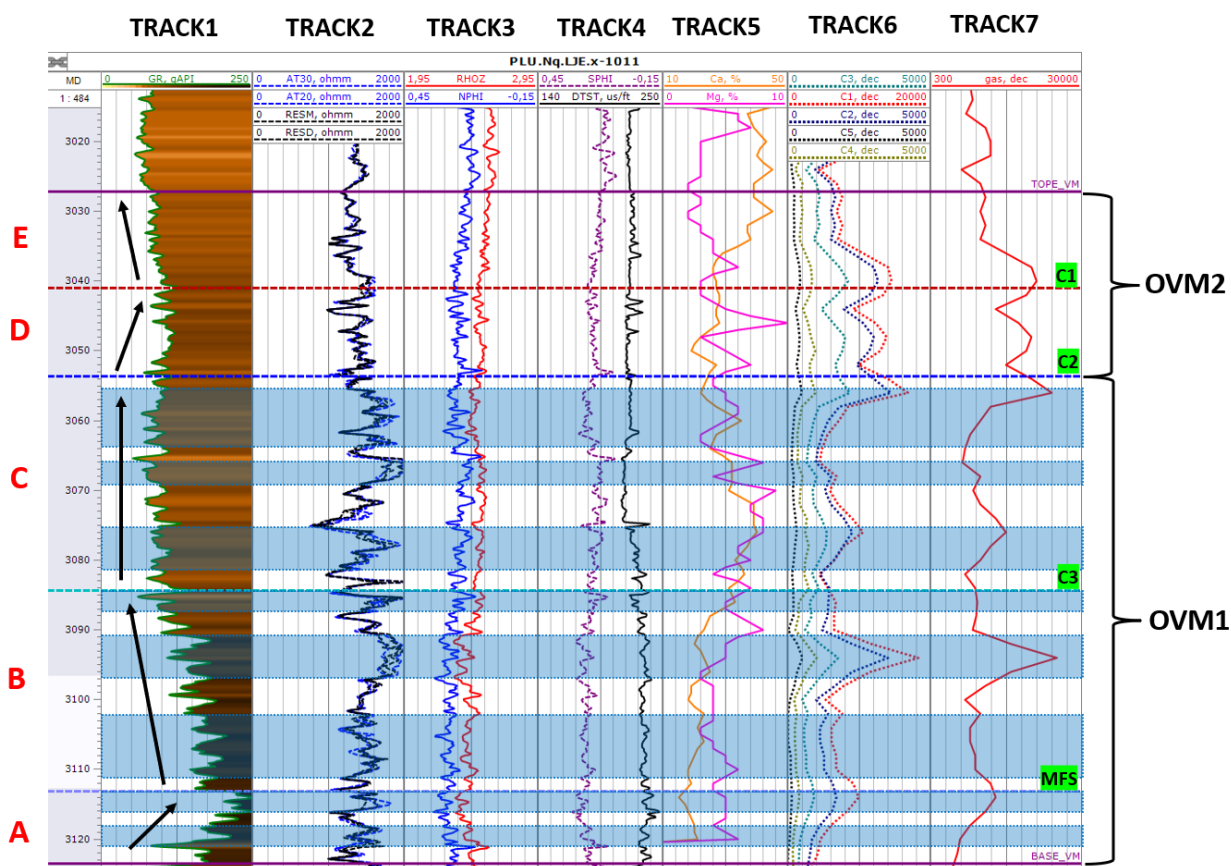 TRACK1 TRACK2 TRACK3 TRACK4 TRACK5 TRACK6 TRACK7
PLU.Nq.LJE.x-1011
MD 0 GR, gAPI 250 0 AT30, ohmm 2000 1,95 RHOZ 2,95 0,45 SPHI -0,15 10 Ca, % 50 0 C3, dec 5000 300 gas, dec 30000
1 : 484 0 AT20, ohmm 2000 0,45 NPHI -0,15 140 DTST, us/ft 250 0 Mg, % 10 0 C1, dec 20000
0 RESM, ohmm 2000 0 C2, dec 5000
0 RESD, ohmm 2000 0 C5, dec 5000
0 C4, dec 5000
3020
TOPE_VM
3030
E
C1
3040
OVM2
D
3050
C2
3060
C
3070
3080
C3
3090
OVM1
B
3100
3110
MFS
A
3120
BASE_VM